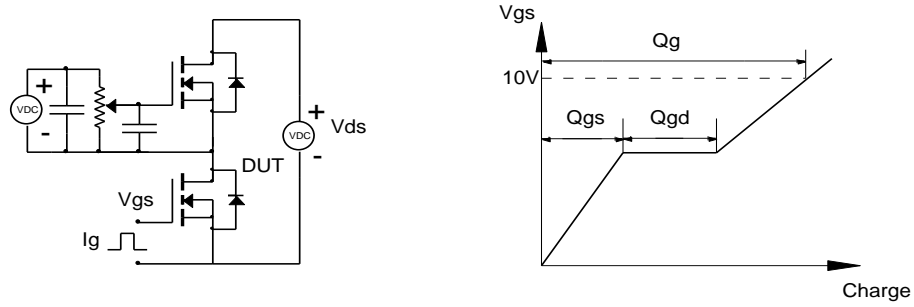 +
VDC
-
+
VDC
-
Vds
DUT
Vgs
Ig
Vgs
Qg
10V
Qgs
Qgd
Charge